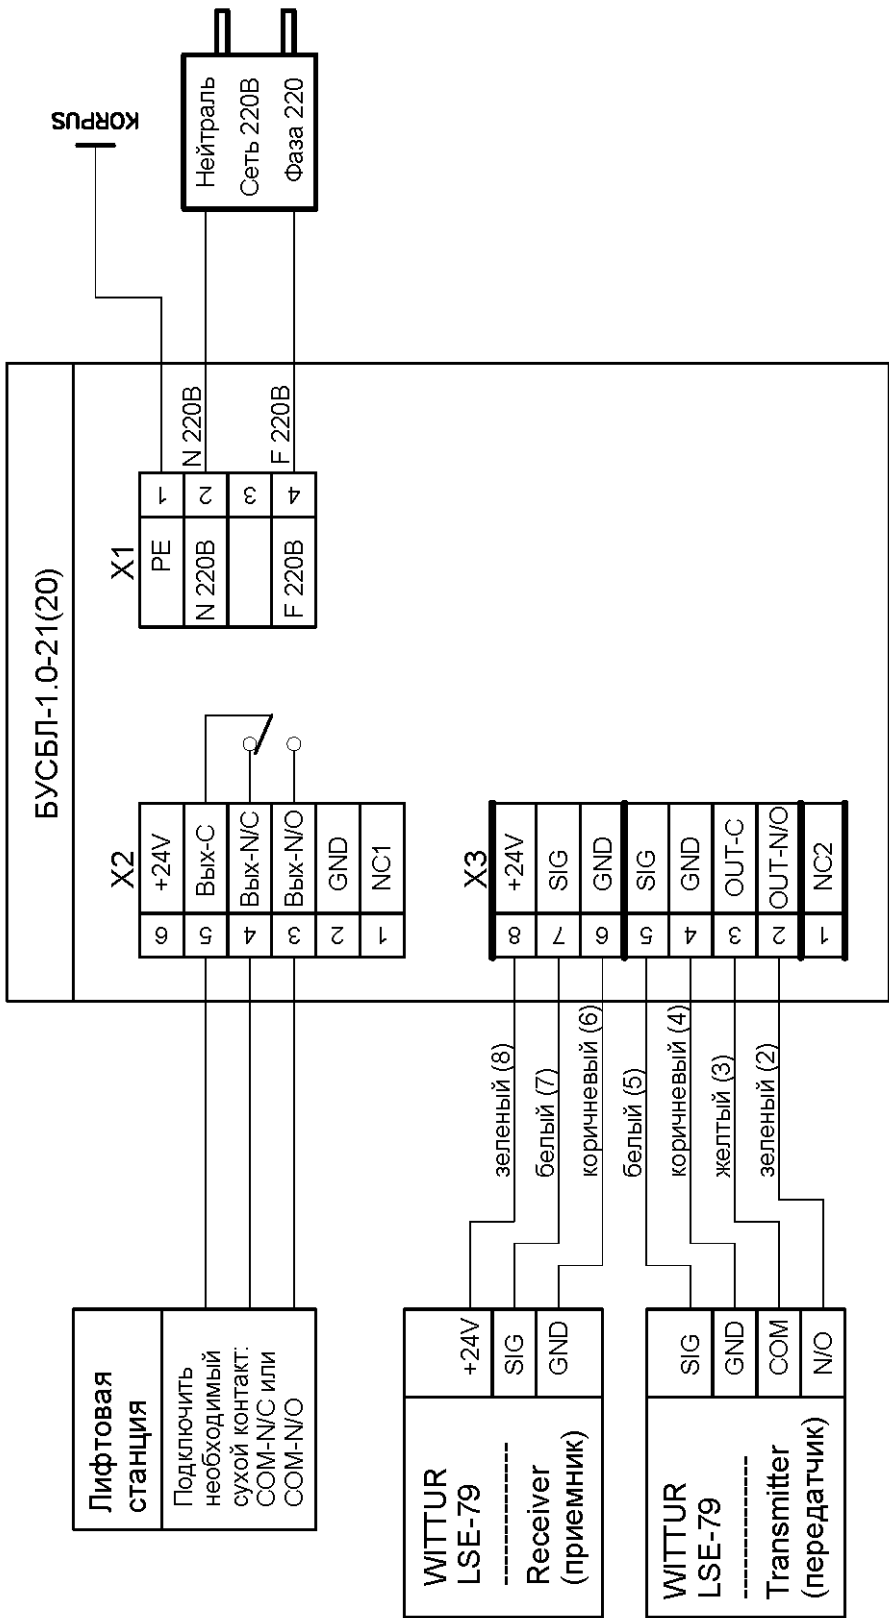 БУСБЛ-1.0-21(20)
Лифтовая
станция
Подключить
необходимый
сухой контакт:
COM-N/C или
COM-N/O
X2
6 +24V
5 Вых-C
4 Вых-N/C
3 Вых-N/O
2 GND
1 NC1
X1
PE 1
N 220В 2 N 220В
3
F 220В 4 F 220В
KORPUS
Нейтраль
Сеть 220В
Фаза 220
WITTUR
LSE-79
Receiver
(приемник)
+24V
SIG
GND
зеленый (8)
белый (7)
коричневый (6)
WITTUR
LSE-79
Transmitter
(передатчик)
SIG
GND
COM
N/O
белый (5)
коричневый (4)
желтый (3)
зеленый (2)
X3
8 +24V
7 SIG
6 GND
5 SIG
4 GND
3 OUT-C
2 OUT-N/O
1 NC2